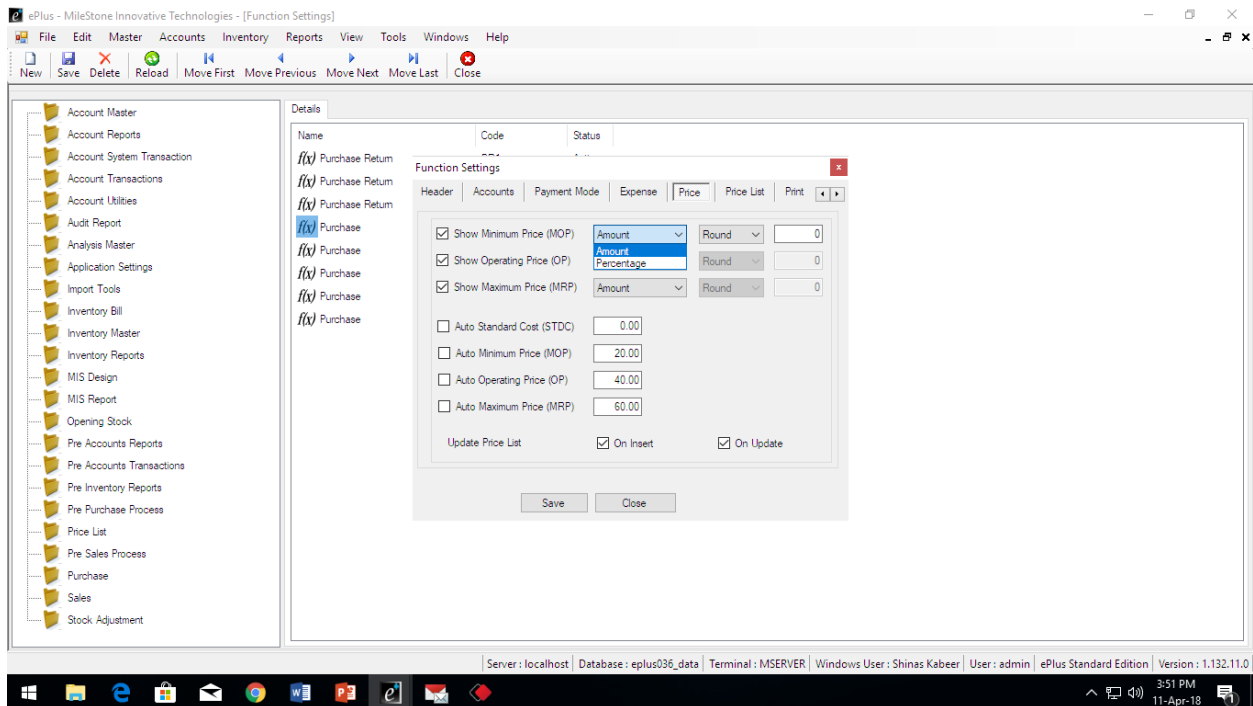 ePlus - MileStone Innovative Technologies - [Function Settings]
File Edit Master Accounts Inventory Reports View Tools Windows Help
New Save Delete Reload Move First Move Previous Move Next Move Last Close
Account Master
Account Reports
Account System Transaction
Account Transactions
Account Utilities
Audit Report
Analysis Master
Application Settings
Import Tools
Inventory Bill
Inventory Master
Inventory Reports
MIS Design
MIS Report
Opening Stock
Pre Accounts Reports
Pre Accounts Transactions
Pre Inventory Reports
Pre Purchase Process
Price List
Pre Sales Process
Purchase
Sales
Stock Adjustment
Details
Name Code Status
f(x) Purchase Return
f(x) Purchase Return
f(x) Purchase Return
f(x) Purchase
f(x) Purchase
f(x) Purchase
f(x) Purchase
f(x) Purchase
Function Settings
Header Accounts Payment Mode Expense Price Price List Print
Show Minimum Price (MOP) Amount Round 0
Amount
Show Operating Price (OP) Percentage Round 0
Show Maximum Price (MRP) Amount Round 0
Auto Standard Cost (STDC) 0.00
Auto Minimum Price (MOP) 20.00
Auto Operating Price (OP) 40.00
Auto Maximum Price (MRP) 60.00
Update Price List On Insert On Update
Save Close
Server : localhost Database : eplus036_data Terminal : MSERVER Windows User : Shinas Kabeer User : admin ePlus Standard Edition Version : 1.132.11.0
3:51 PM
11-Apr-18